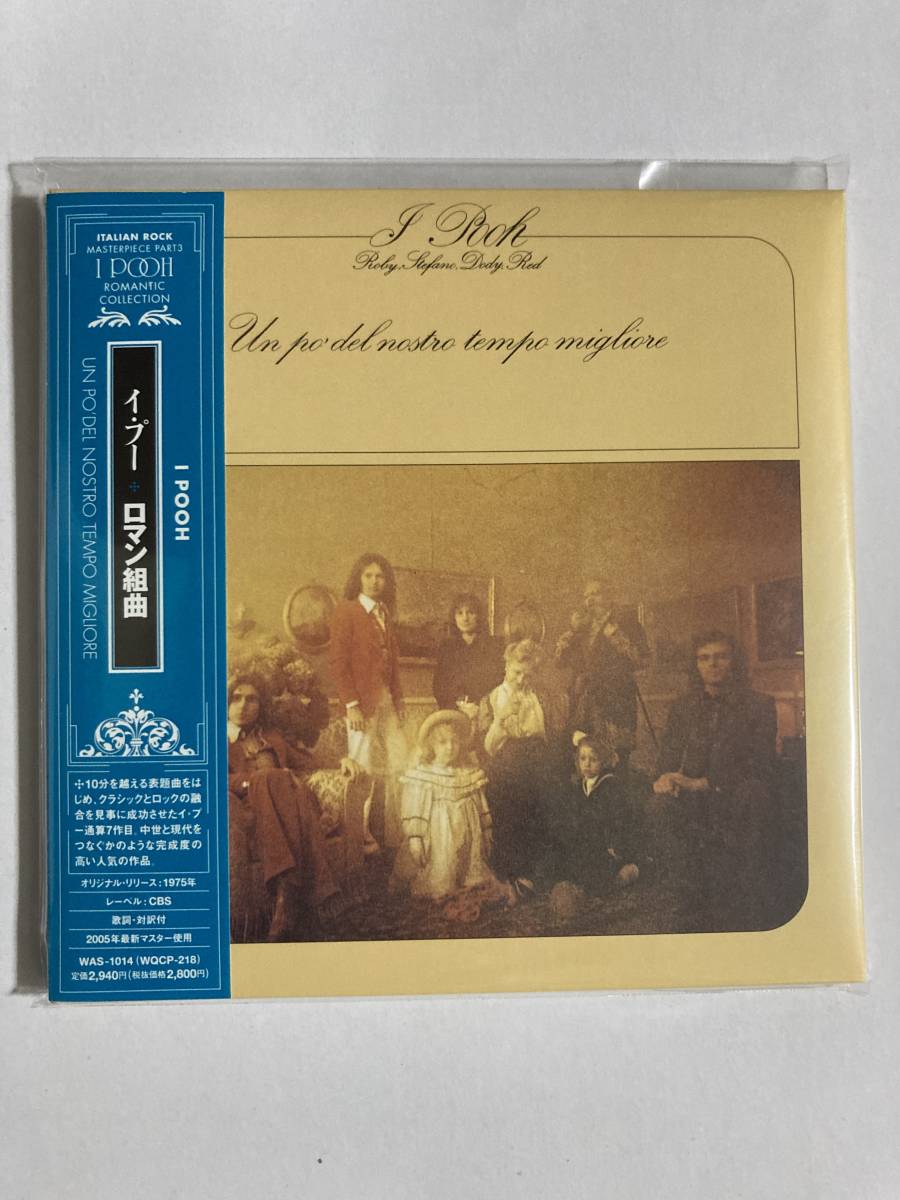 ITALIAN ROCK
MASTERPIECE PART3
I POOH
ROMANTIC
COLLECTION
UN PO' DEL NOSTRO TEMPO MIGLIORE
イ・プー ロマン組曲
I POOH
✣10分を越える表題曲をは
じめ、クラシックとロックの融
合を見事に成功させたイ・プ
ー通算7作目。中世と現代を
つなぐかのような完成度の
高い人気の作品。
オリジナル・リリース：1975年
レーベル：CBS
歌詞・対訳付
2005年最新マスター使用
WAS-1014（WQCP-218）
定価2,940円（税抜価格2,800円）
I Pooh
Roby, Stefano, Dody, Red
Un po' del nostro tempo migliore